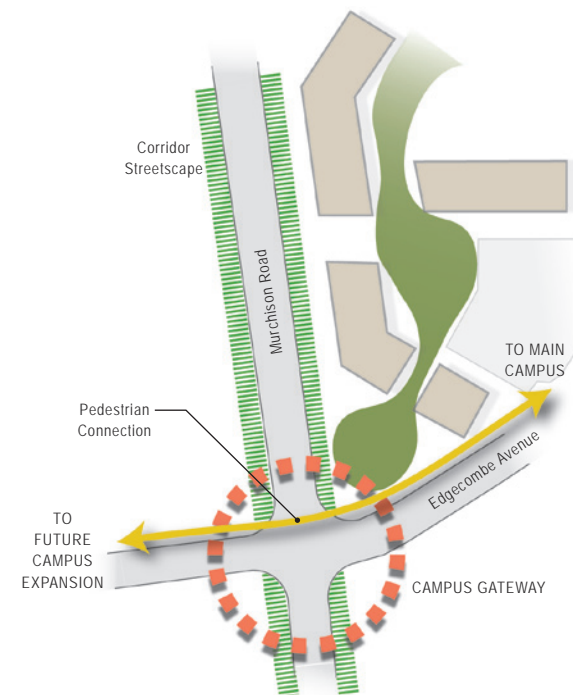 Corridor
Streetscape
Murchison Road
TO MAIN
CAMPUS
Pedestrian
Connection
Edgecombe Avenue
TO
FUTURE
CAMPUS
EXPANSION
CAMPUS GATEWAY